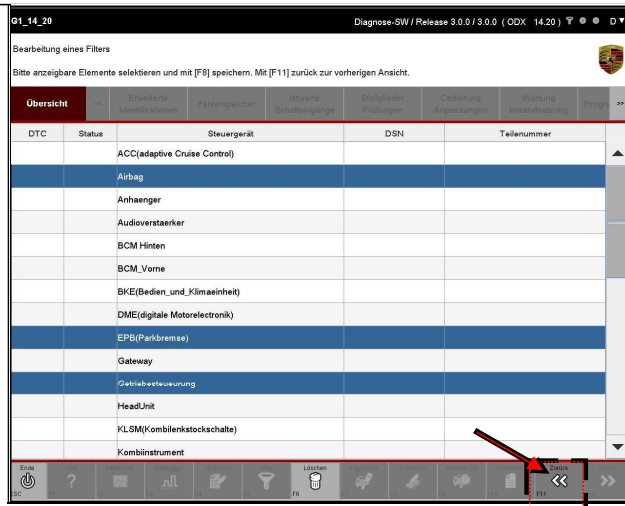 G1_14_20
Diagnose-SW / Release 3.0.0 / 3.0.0 ( ODX 14.20 ) D
Bearbeitung eines Filters
Bitte anzeigbare Elemente selektieren und mit [F8] speichern. Mit [F11] zurück zur vorherigen Ansicht.
Übersicht
Erweiterte Identifikationen
Fehlerspeicher
Istwerte Schalteingänge
Stellglieder Prüfungen
Codierung Anpassungen
Wartung Instandsetzung
Progra »
DTC Status Steuergerät DSN Teilenummer
ACC(adaptive Cruise Control)
Airbag
Anhaenger
Audioverstaerker
BCM Hinten
BCM_Vorne
BKE(Bedien_und_Klimaeinheit)
DME(digitale Motorelectronik)
EPB(Parkbremse)
Gateway
Getriebesteueurung
HeadUnit
KLSM(Kombilenkstockschalte)
Kombiinstrument
Ende
ESC
?
Löschen
F8
Zurück
«
F11
»